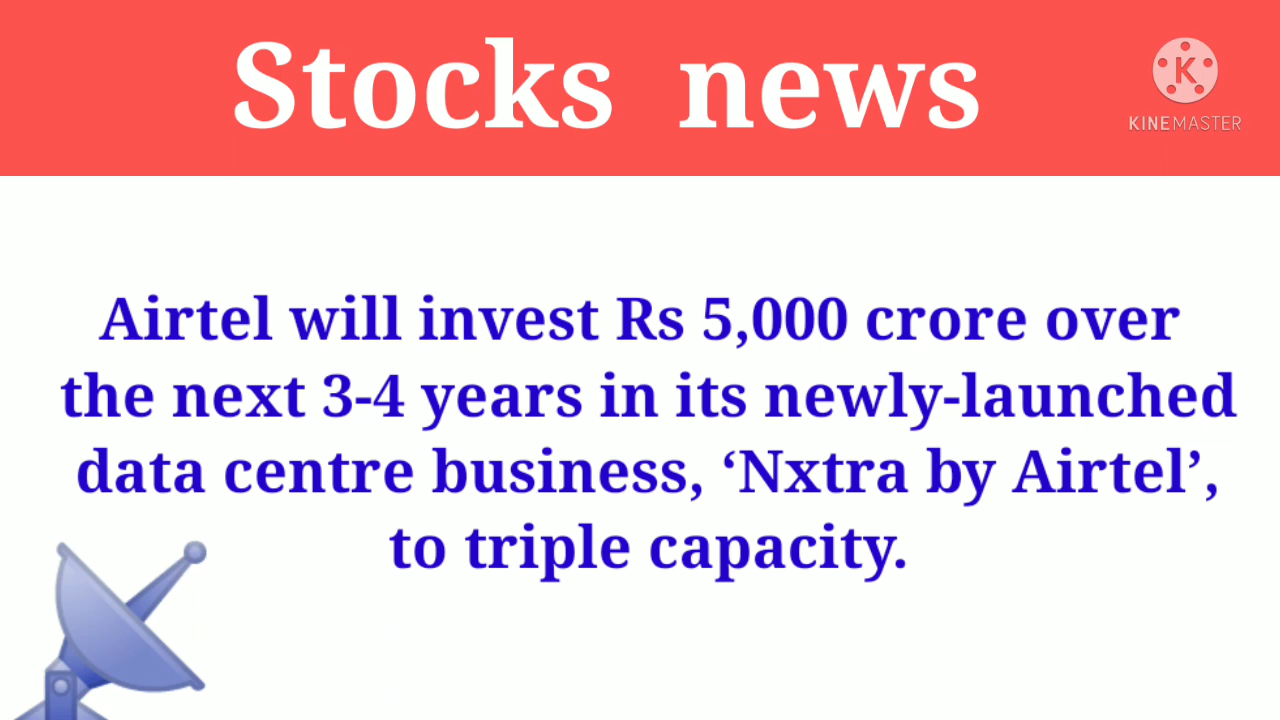 Stocks news
K
KINEMASTER
Airtel will invest Rs 5,000 crore over
the next 3-4 years in its newly-launched
data centre business, ‘Nxtra by Airtel’,
to triple capacity.